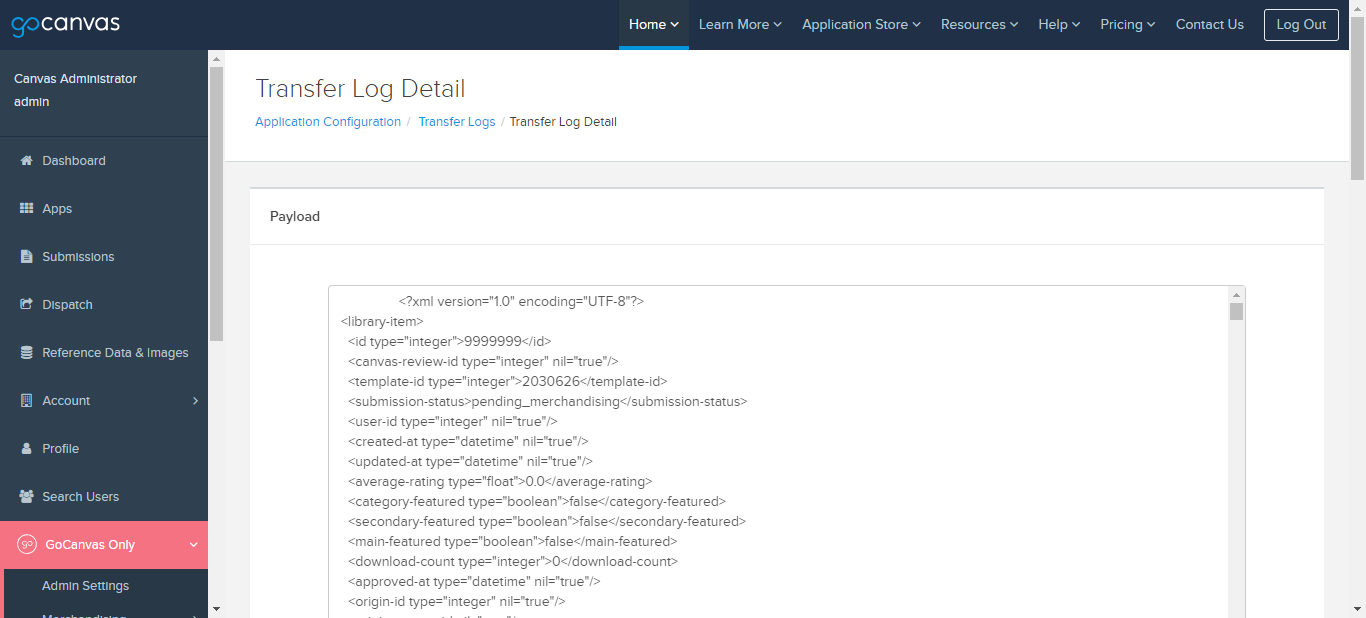 gocanvas
Home Learn More Application Store Resources Help Pricing Contact Us Log Out
Canvas Administrator
admin
Dashboard
Apps
Submissions
Dispatch
Reference Data & Images
Account
Profile
Search Users
go GoCanvas Only
Admin Settings
Merchandising
Transfer Log Detail
Application Configuration / Transfer Logs / Transfer Log Detail
Payload
<?xml version="1.0" encoding="UTF-8"?>
<library-item>
<id type="integer">9999999</id>
<canvas-review-id type="integer" nil="true"/>
<template-id type="integer">2030626</template-id>
<submission-status>pending_merchandising</submission-status>
<user-id type="integer" nil="true"/>
<created-at type="datetime" nil="true"/>
<updated-at type="datetime" nil="true"/>
<average-rating type="float">0.0</average-rating>
<category-featured type="boolean">false</category-featured>
<secondary-featured type="boolean">false</secondary-featured>
<main-featured type="boolean">false</main-featured>
<download-count type="integer">0</download-count>
<approved-at type="datetime" nil="true"/>
<origin-id type="integer" nil="true"/>